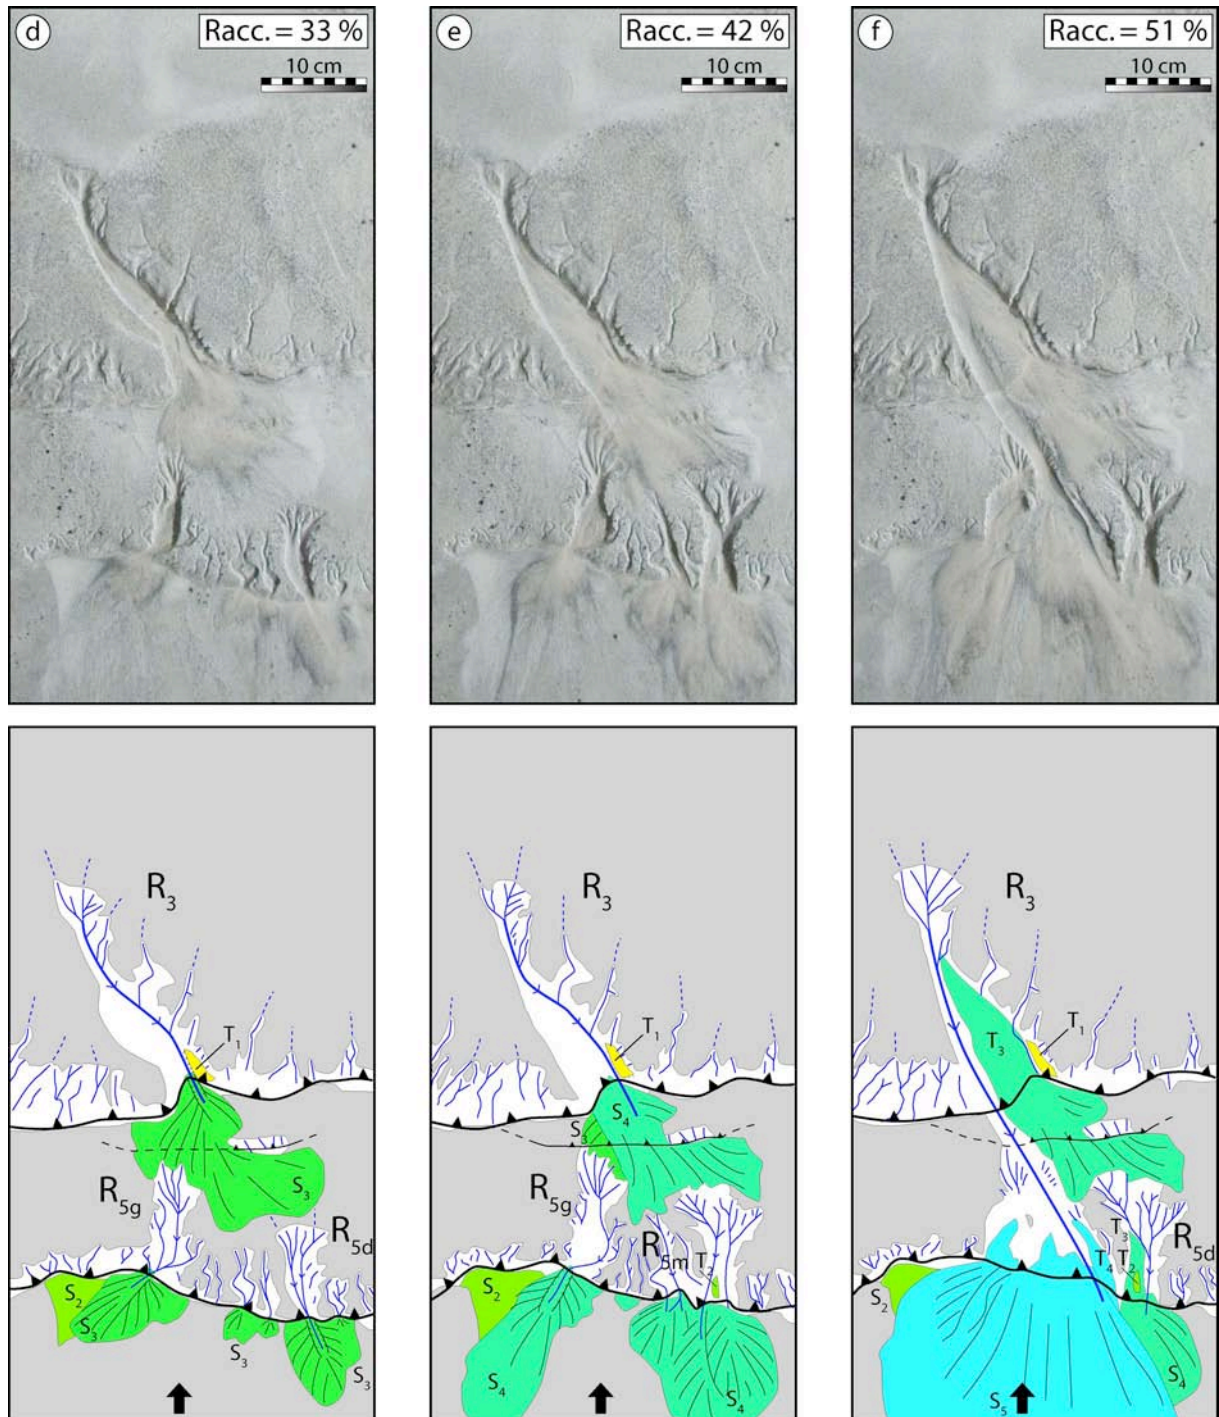 d
Racc. = 33 %
10 cm
e
Racc. = 42 %
10 cm
f
Racc. = 51 %
10 cm
R3
T1
R5g
S3
R5d
S2
S3
S3
S3
R3
T1
S4
S3
R5g
R5m
T2
S2
S4
S4
R3
T3
T1
T3
R5d
T4
T2
S2
S4
S5